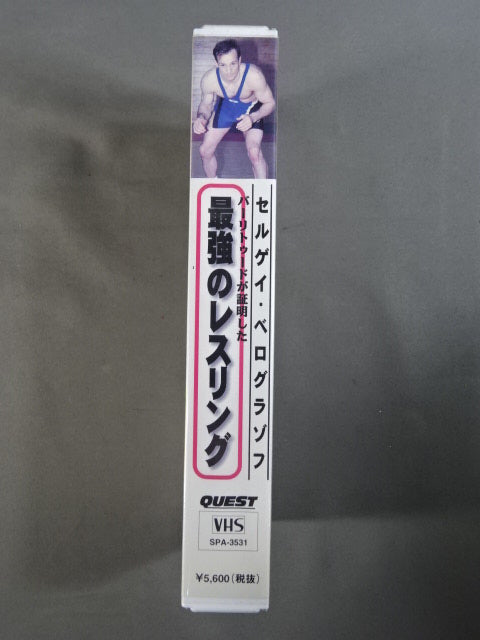 セルゲイ・ベログラゾフ
バーリトゥードが証明した
最強のレスリング
QUEST
VHS
SPA-3531
¥5,600(税抜)